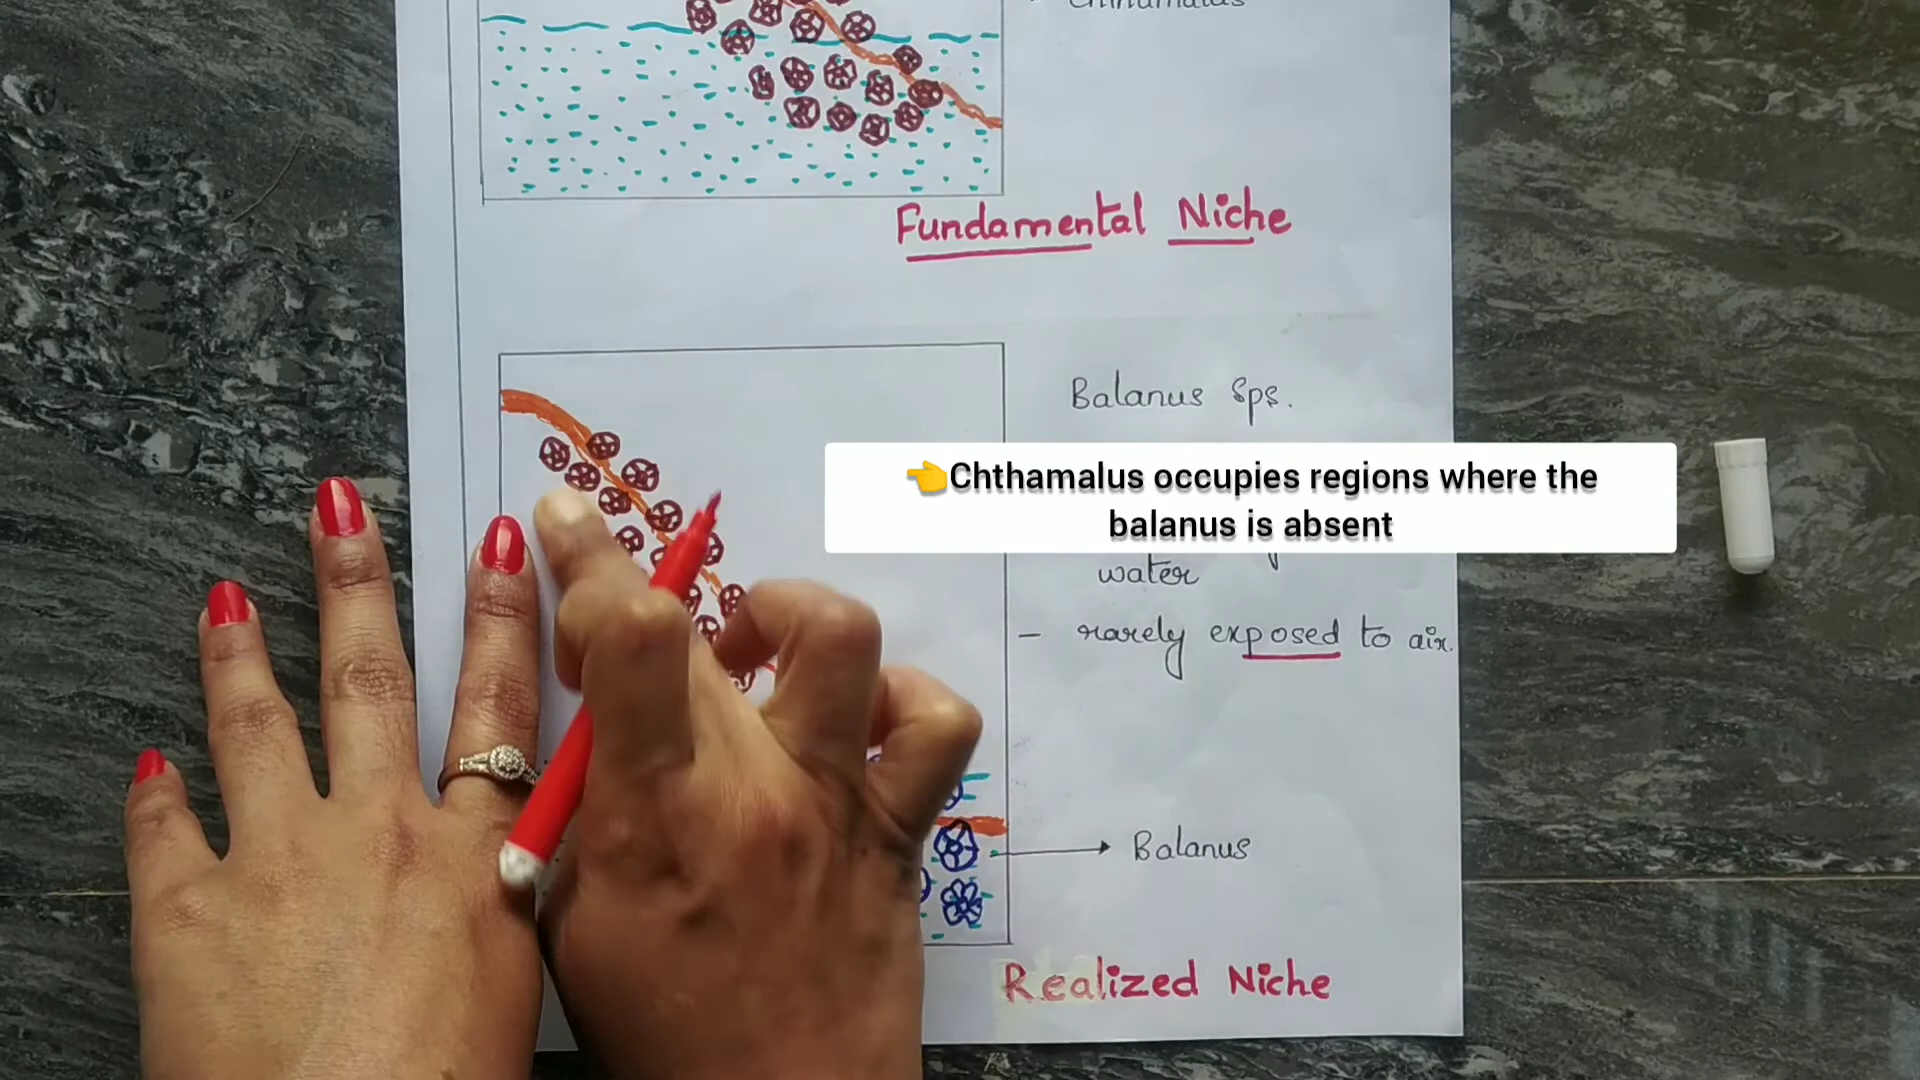 Fundamental Niche
Balanus Sps.
👈Chthamalus occupies regions where the
balanus is absent
water
- rarely exposed to air.
Balanus
Realized Niche